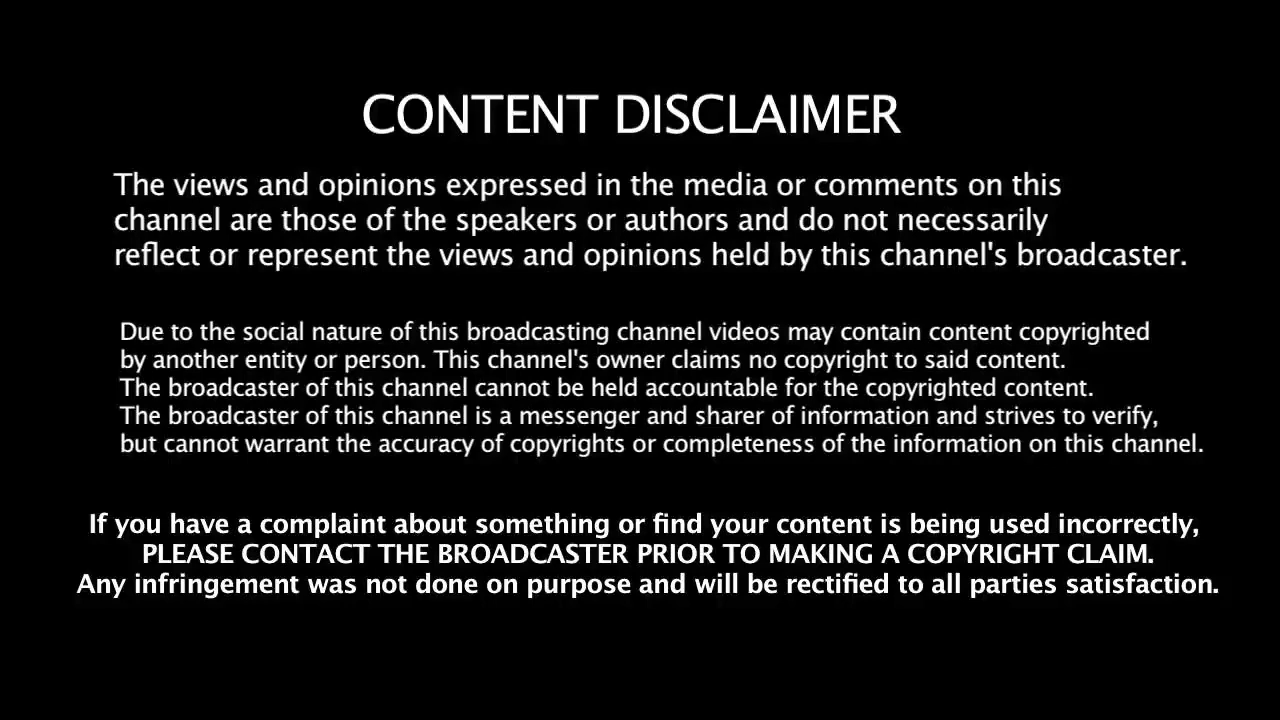 CONTENT DISCLAIMER
The views and opinions expressed in the media or comments on this
channel are those of the speakers or authors and do not necessarily
reflect or represent the views and opinions held by this channel's broadcaster.
Due to the social nature of this broadcasting channel videos may contain content copyrighted
by another entity or person. This channel's owner claims no copyright to said content.
The broadcaster of this channel cannot be held accountable for the copyrighted content.
The broadcaster of this channel is a messenger and sharer of information and strives to verify,
but cannot warrant the accuracy of copyrights or completeness of the information on this channel.
If you have a complaint about something or find your content is being used incorrectly,
PLEASE CONTACT THE BROADCASTER PRIOR TO MAKING A COPYRIGHT CLAIM.
Any infringement was not done on purpose and will be rectified to all parties satisfaction.